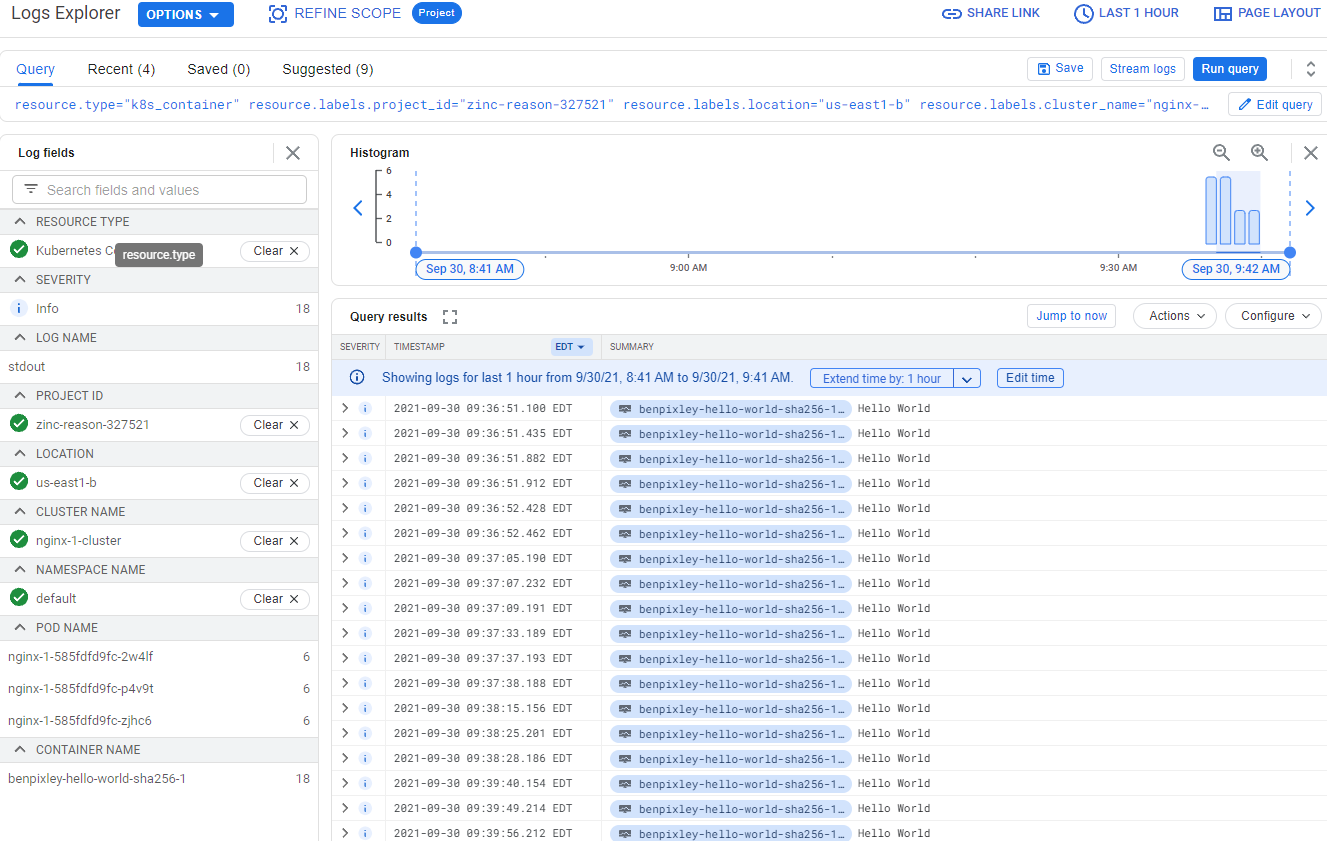 Logs Explorer OPTIONS REFINE SCOPE Project SHARE LINK LAST 1 HOUR PAGE LAYOUT
Query Recent (4) Saved (0) Suggested (9) Save Stream logs Run query
resource.type="k8s_container" resource.labels.project_id="zinc-reason-327521" resource.labels.location="us-east1-b" resource.labels.cluster_name="nginx-… Edit query
Log fields
Search fields and values
RESOURCE TYPE
Kubernetes Clear
resource.type
SEVERITY
Info 18
LOG NAME
stdout 18
PROJECT ID
zinc-reason-327521 Clear
LOCATION
us-east1-b Clear
CLUSTER NAME
nginx-1-cluster Clear
NAMESPACE NAME
default Clear
POD NAME
nginx-1-585fdfd9fc-2w4lf 6
nginx-1-585fdfd9fc-p4v9t 6
nginx-1-585fdfd9fc-zjhc6 6
CONTAINER NAME
benpixley-hello-world-sha256-1 18
Histogram
6
4
2
0
Sep 30, 8:41 AM 9:00 AM 9:30 AM Sep 30, 9:42 AM
Query results Jump to now Actions Configure
SEVERITY TIMESTAMP EDT SUMMARY
Showing logs for last 1 hour from 9/30/21, 8:41 AM to 9/30/21, 9:41 AM. Extend time by: 1 hour Edit time
2021-09-30 09:36:51.100 EDT benpixley-hello-world-sha256-1… Hello World
2021-09-30 09:36:51.435 EDT benpixley-hello-world-sha256-1… Hello World
2021-09-30 09:36:51.882 EDT benpixley-hello-world-sha256-1… Hello World
2021-09-30 09:36:51.912 EDT benpixley-hello-world-sha256-1… Hello World
2021-09-30 09:36:52.428 EDT benpixley-hello-world-sha256-1… Hello World
2021-09-30 09:36:52.462 EDT benpixley-hello-world-sha256-1… Hello World
2021-09-30 09:37:05.190 EDT benpixley-hello-world-sha256-1… Hello World
2021-09-30 09:37:07.232 EDT benpixley-hello-world-sha256-1… Hello World
2021-09-30 09:37:09.191 EDT benpixley-hello-world-sha256-1… Hello World
2021-09-30 09:37:33.189 EDT benpixley-hello-world-sha256-1… Hello World
2021-09-30 09:37:37.193 EDT benpixley-hello-world-sha256-1… Hello World
2021-09-30 09:37:38.188 EDT benpixley-hello-world-sha256-1… Hello World
2021-09-30 09:38:15.156 EDT benpixley-hello-world-sha256-1… Hello World
2021-09-30 09:38:25.201 EDT benpixley-hello-world-sha256-1… Hello World
2021-09-30 09:38:28.186 EDT benpixley-hello-world-sha256-1… Hello World
2021-09-30 09:39:40.154 EDT benpixley-hello-world-sha256-1… Hello World
2021-09-30 09:39:49.214 EDT benpixley-hello-world-sha256-1… Hello World
2021-09-30 09:39:56.212 EDT benpixley-hello-world-sha256-1… Hello World